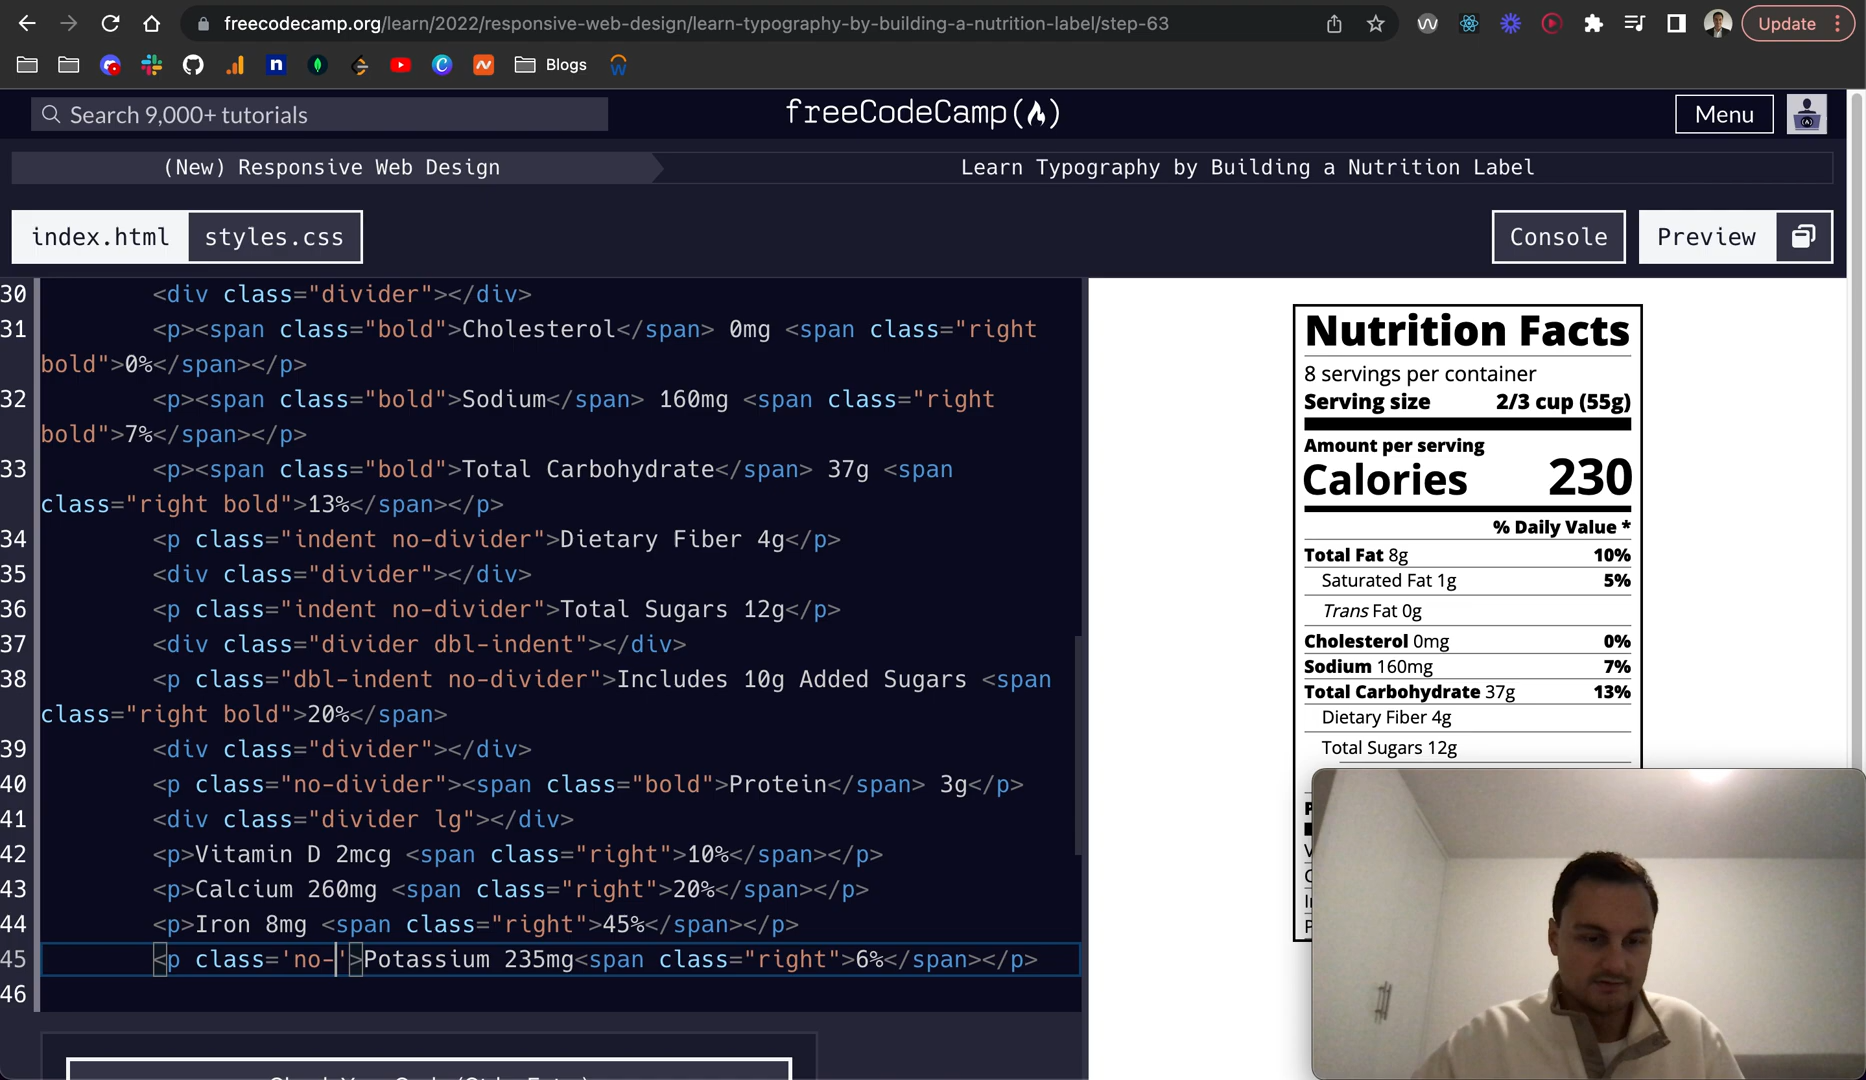 freecodecamp.org/learn/2022/responsive-web-design/learn-typography-by-building-a-nutrition-label/step-63
Update
Blogs
Search 9,000+ tutorials
freeCodeCamp
Menu
(New) Responsive Web Design
Learn Typography by Building a Nutrition Label
index.html
styles.css
Console
Preview
30 <div class="divider"></div>
31 <p><span class="bold">Cholesterol</span> 0mg <span class="right
bold">0%</span></p>
32 <p><span class="bold">Sodium</span> 160mg <span class="right
bold">7%</span></p>
33 <p><span class="bold">Total Carbohydrate</span> 37g <span
class="right bold">13%</span></p>
34 <p class="indent no-divider">Dietary Fiber 4g</p>
35 <div class="divider"></div>
36 <p class="indent no-divider">Total Sugars 12g</p>
37 <div class="divider dbl-indent"></div>
38 <p class="dbl-indent no-divider">Includes 10g Added Sugars <span
class="right bold">20%</span>
39 <div class="divider"></div>
40 <p class="no-divider"><span class="bold">Protein</span> 3g</p>
41 <div class="divider lg"></div>
42 <p>Vitamin D 2mcg <span class="right">10%</span></p>
43 <p>Calcium 260mg <span class="right">20%</span></p>
44 <p>Iron 8mg <span class="right">45%</span></p>
45 <p class='no-'>Potassium 235mg<span class="right">6%</span></p>
46
Nutrition Facts
8 servings per container
Serving size 2/3 cup (55g)
Amount per serving
Calories 230
% Daily Value *
Total Fat 8g 10%
Saturated Fat 1g 5%
Trans Fat 0g
Cholesterol 0mg 0%
Sodium 160mg 7%
Total Carbohydrate 37g 13%
Dietary Fiber 4g
Total Sugars 12g